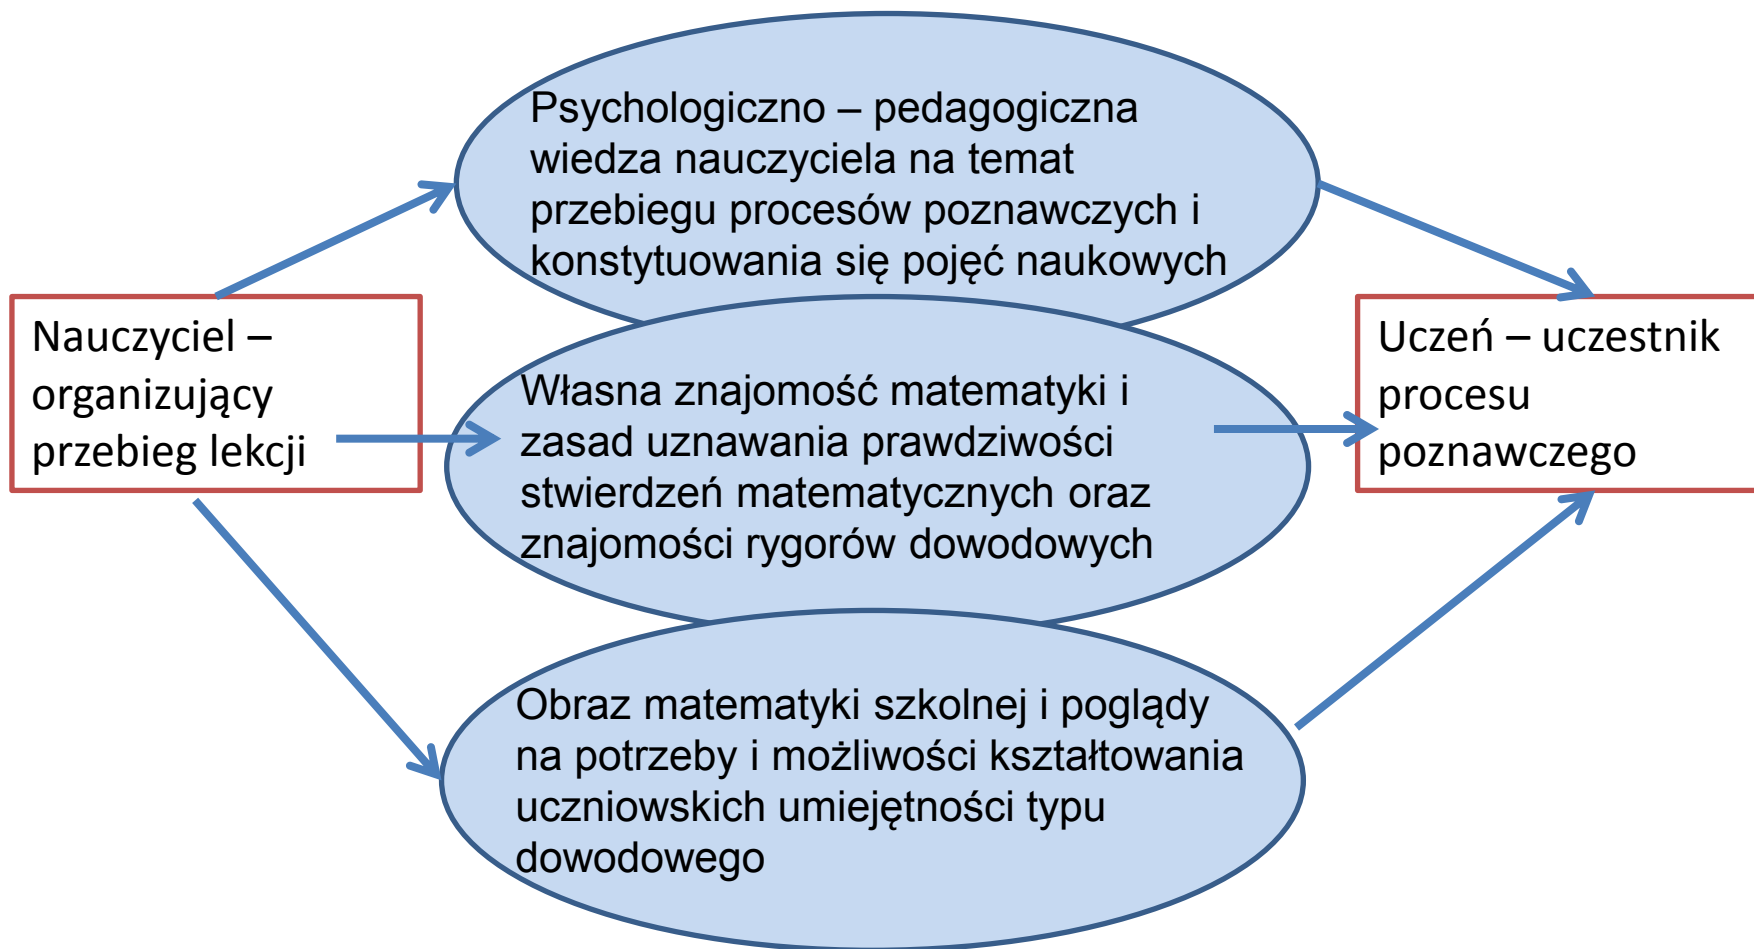 Psychologiczno – pedagogiczna
wiedza nauczyciela na temat
przebiegu procesów poznawczych i
konstytuowania się pojęć naukowych
Nauczyciel –
organizujący
przebieg lekcji
Własna znajomość matematyki i
zasad uznawania prawdziwości
stwierdzeń matematycznych oraz
znajomości rygorów dowodowych
Uczeń – uczestnik
procesu
poznawczego
Obraz matematyki szkolnej i poglądy
na potrzeby i możliwości kształtowania
uczniowskich umiejętności typu
dowodowego